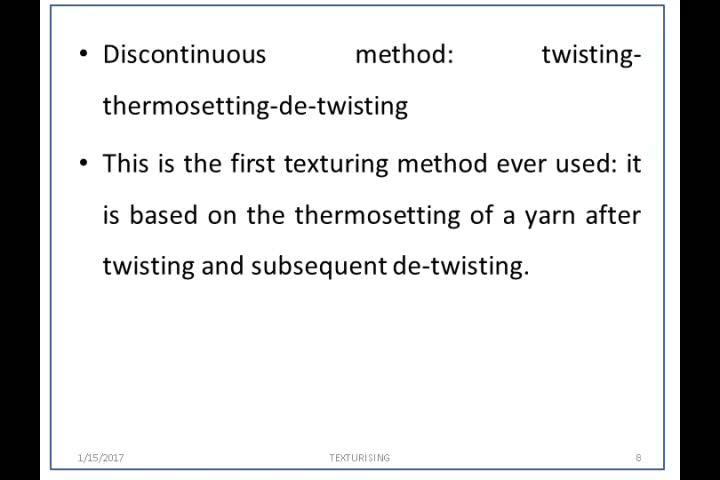 • Discontinuous method: twisting-
thermosetting-de-twisting
• This is the first texturing method ever used: it
is based on the thermosetting of a yarn after
twisting and subsequent de-twisting.
1/15/2017 TEXTURISING 8